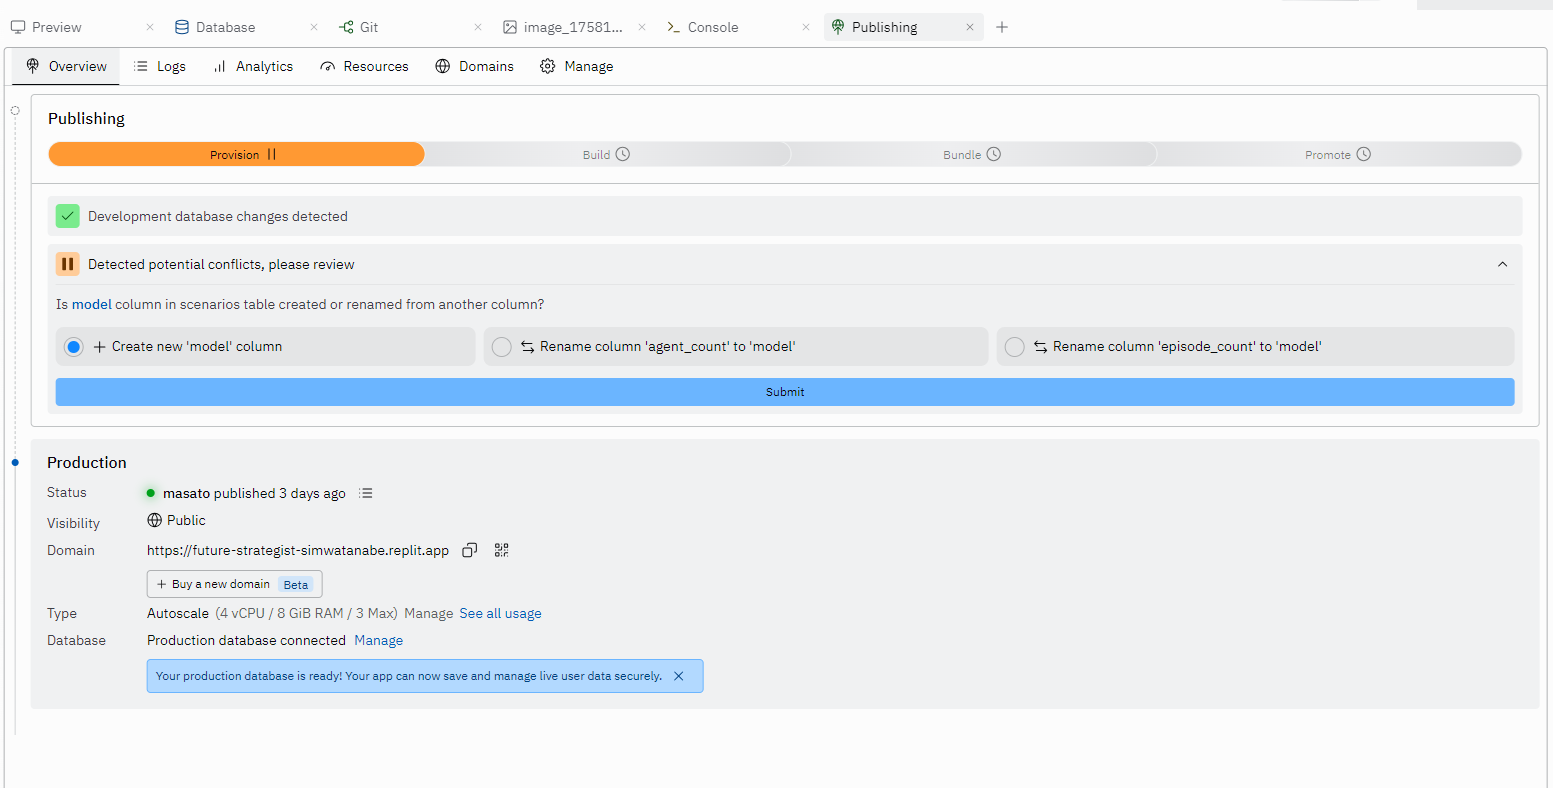 Preview
Database
Git
image_17581...
Console
Publishing
Overview
Logs
Analytics
Resources
Domains
Manage
Publishing
Provision
Build
Bundle
Promote
Development database changes detected
Detected potential conflicts, please review
Is model column in scenarios table created or renamed from another column?
Create new 'model' column
Rename column 'agent_count' to 'model'
Rename column 'episode_count' to 'model'
Submit
Production
Status
masato published 3 days ago
Visibility
Public
Domain
https://future-strategist-simwatanabe.replit.app
+ Buy a new domain Beta
Type
Autoscale (4 vCPU / 8 GiB RAM / 3 Max) Manage See all usage
Database
Production database connected Manage
Your production database is ready! Your app can now save and manage live user data securely.